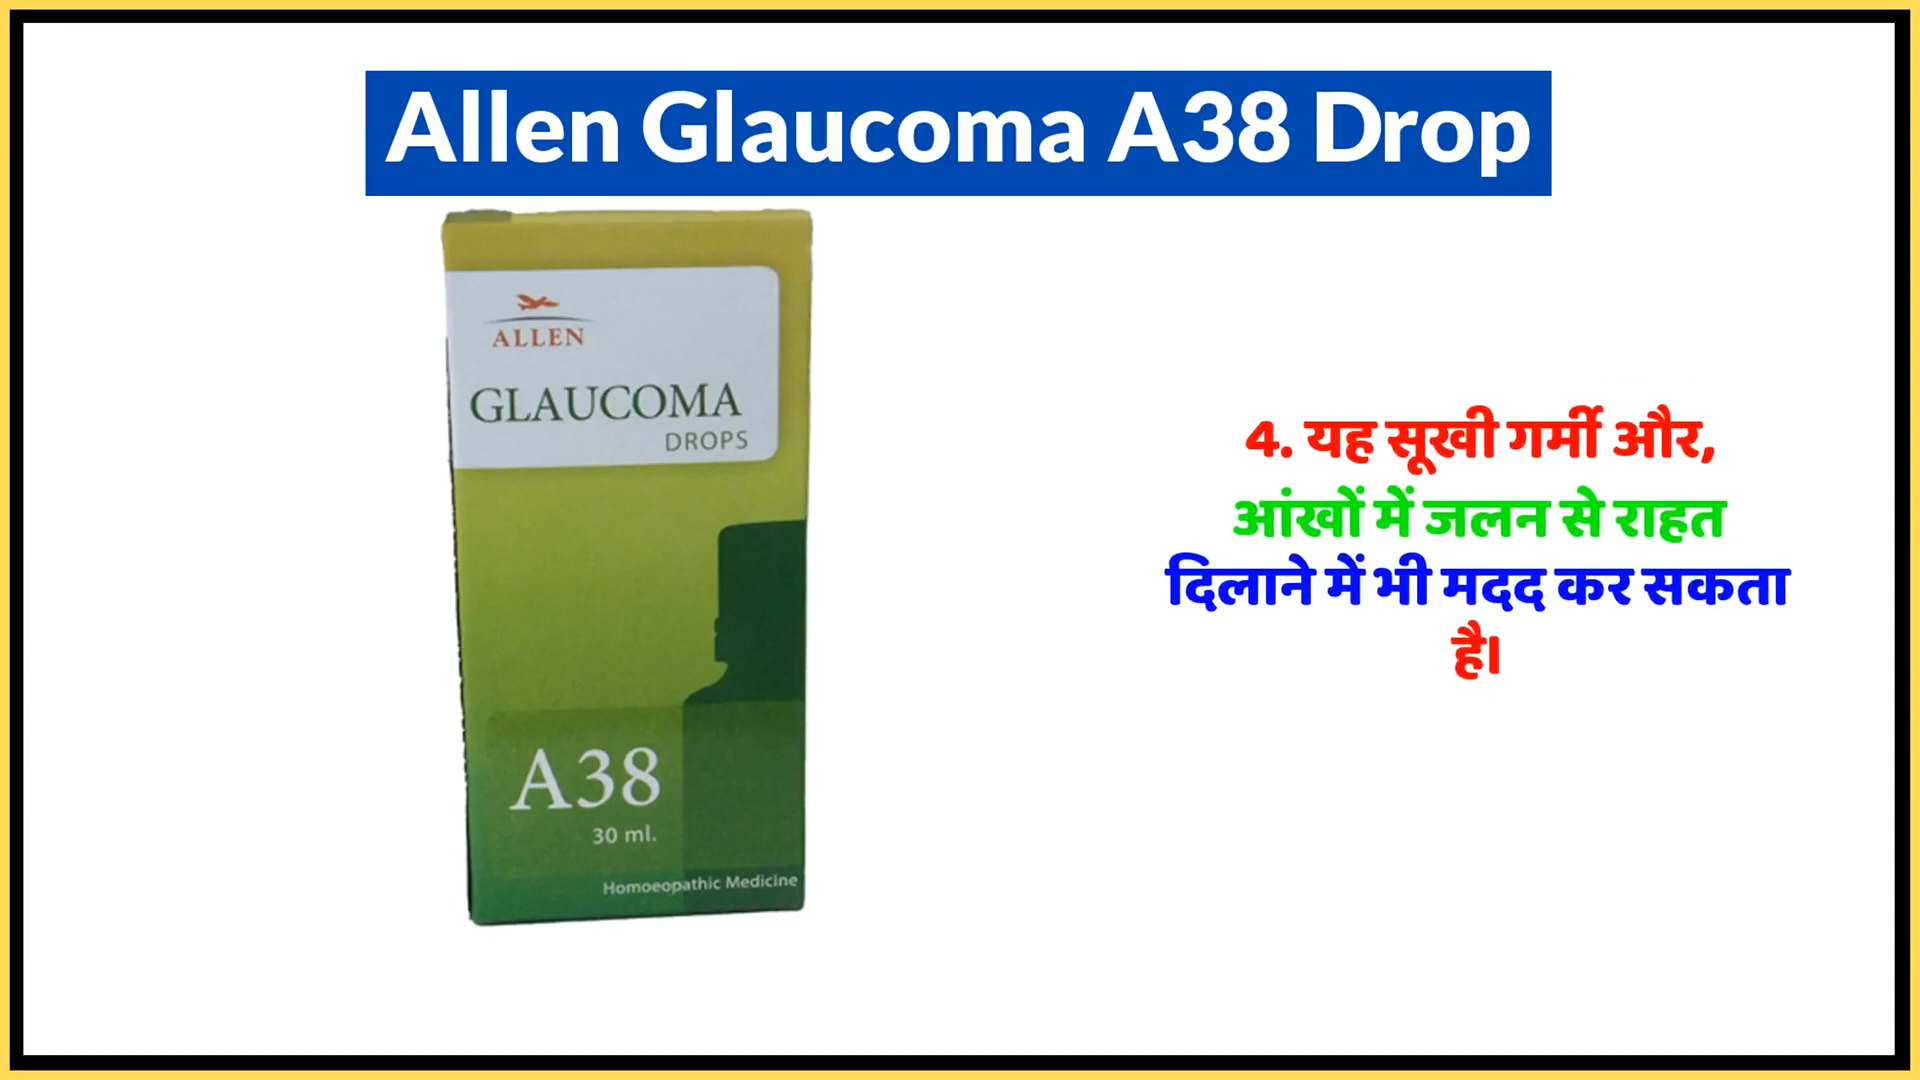 Allen Glaucoma A38 Drop
ALLEN
GLAUCOMA
DROPS
A38
30 ml.
Homoeopathic Medicine
4. यह सूखी गर्मी और,
आंखों में जलन से राहत
दिलाने में भी मदद कर सकता
है।